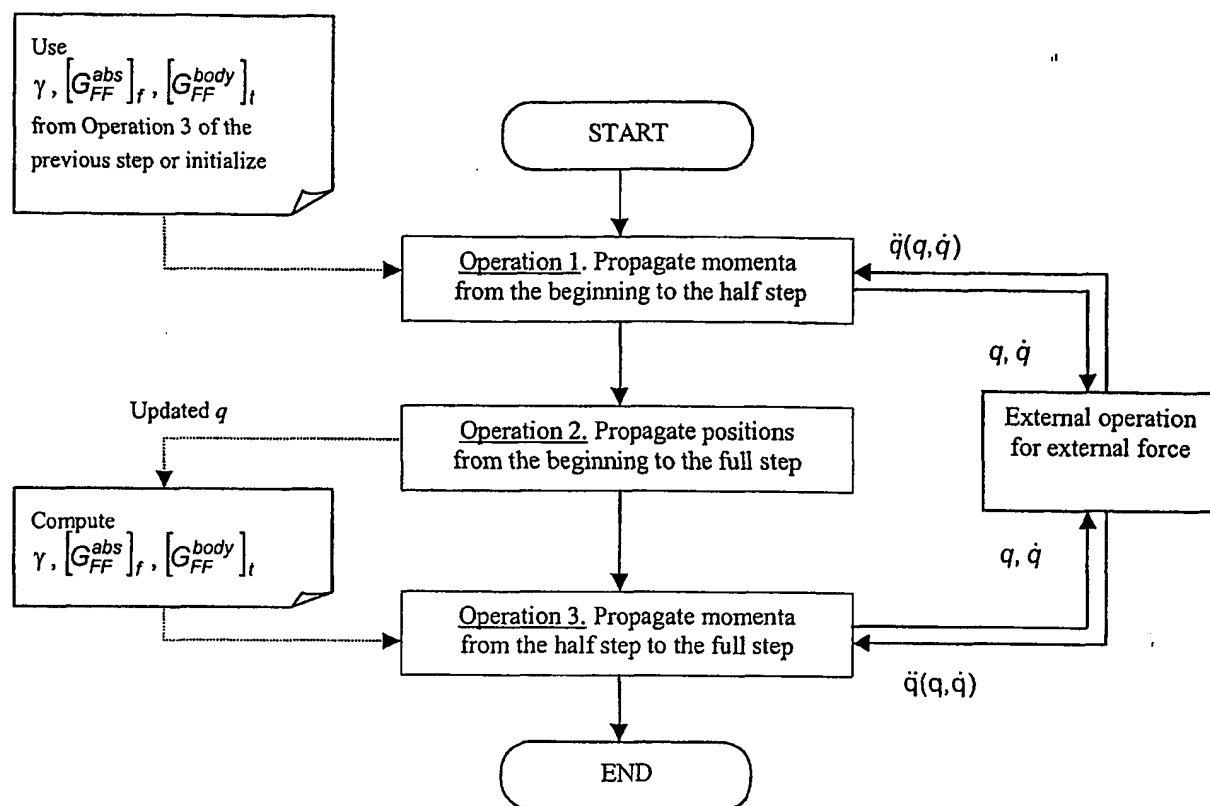 Use
γ, [G_FF^abs]_f, [G_FF^body]_t
from Operation 3 of the
previous step or initialize
START
Operation 1. Propagate momenta
from the beginning to the half step
q̈(q,q̇)
q, q̇
External operation
for external force
Updated q
Operation 2. Propagate positions
from the beginning to the full step
Compute
γ, [G_FF^abs]_f, [G_FF^body]_t
q, q̇
Operation 3. Propagate momenta
from the half step to the full step
q̈(q,q̇)
END